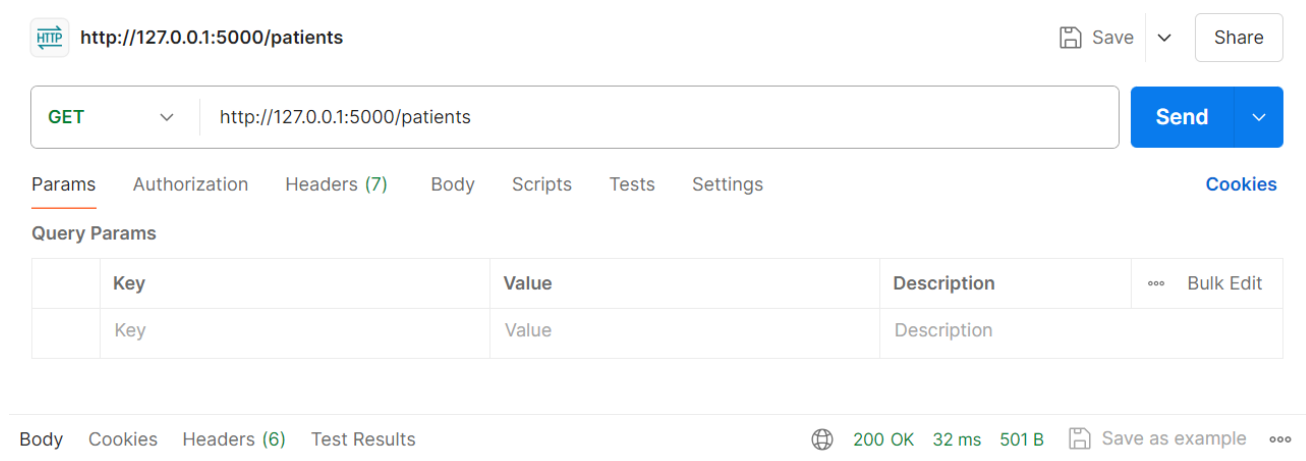 HTTP http://127.0.0.1:5000/patients Save Share
GET http://127.0.0.1:5000/patients Send
Params Authorization Headers (7) Body Scripts Tests Settings Cookies
Query Params
Key Value Description Bulk Edit
Key Value Description
Body Cookies Headers (6) Test Results 200 OK 32 ms 501 B Save as example